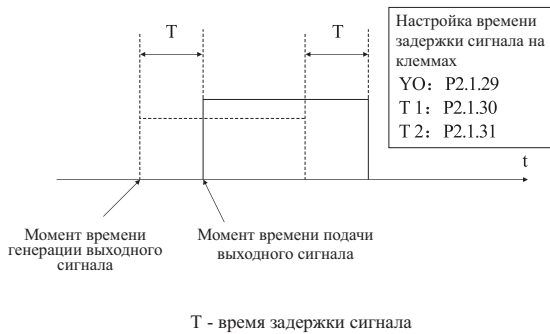 T
T
Настройка времени
задержки сигнала на
клеммах
YO: P2.1.29
T 1: P2.1.30
T 2: P2.1.31
t
Момент времени
генерации выходного
сигнала
Момент времени подачи
выходного сигнала
T - время задержки сигнала